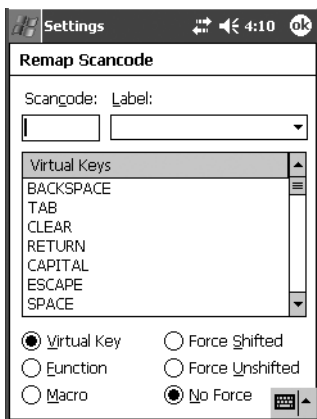 Settings 4:10 ok
Remap Scancode
Scancode: Label:
Virtual Keys
BACKSPACE
TAB
CLEAR
RETURN
CAPITAL
ESCAPE
SPACE
Virtual Key Force Shifted
Function Force Unshifted
Macro No Force